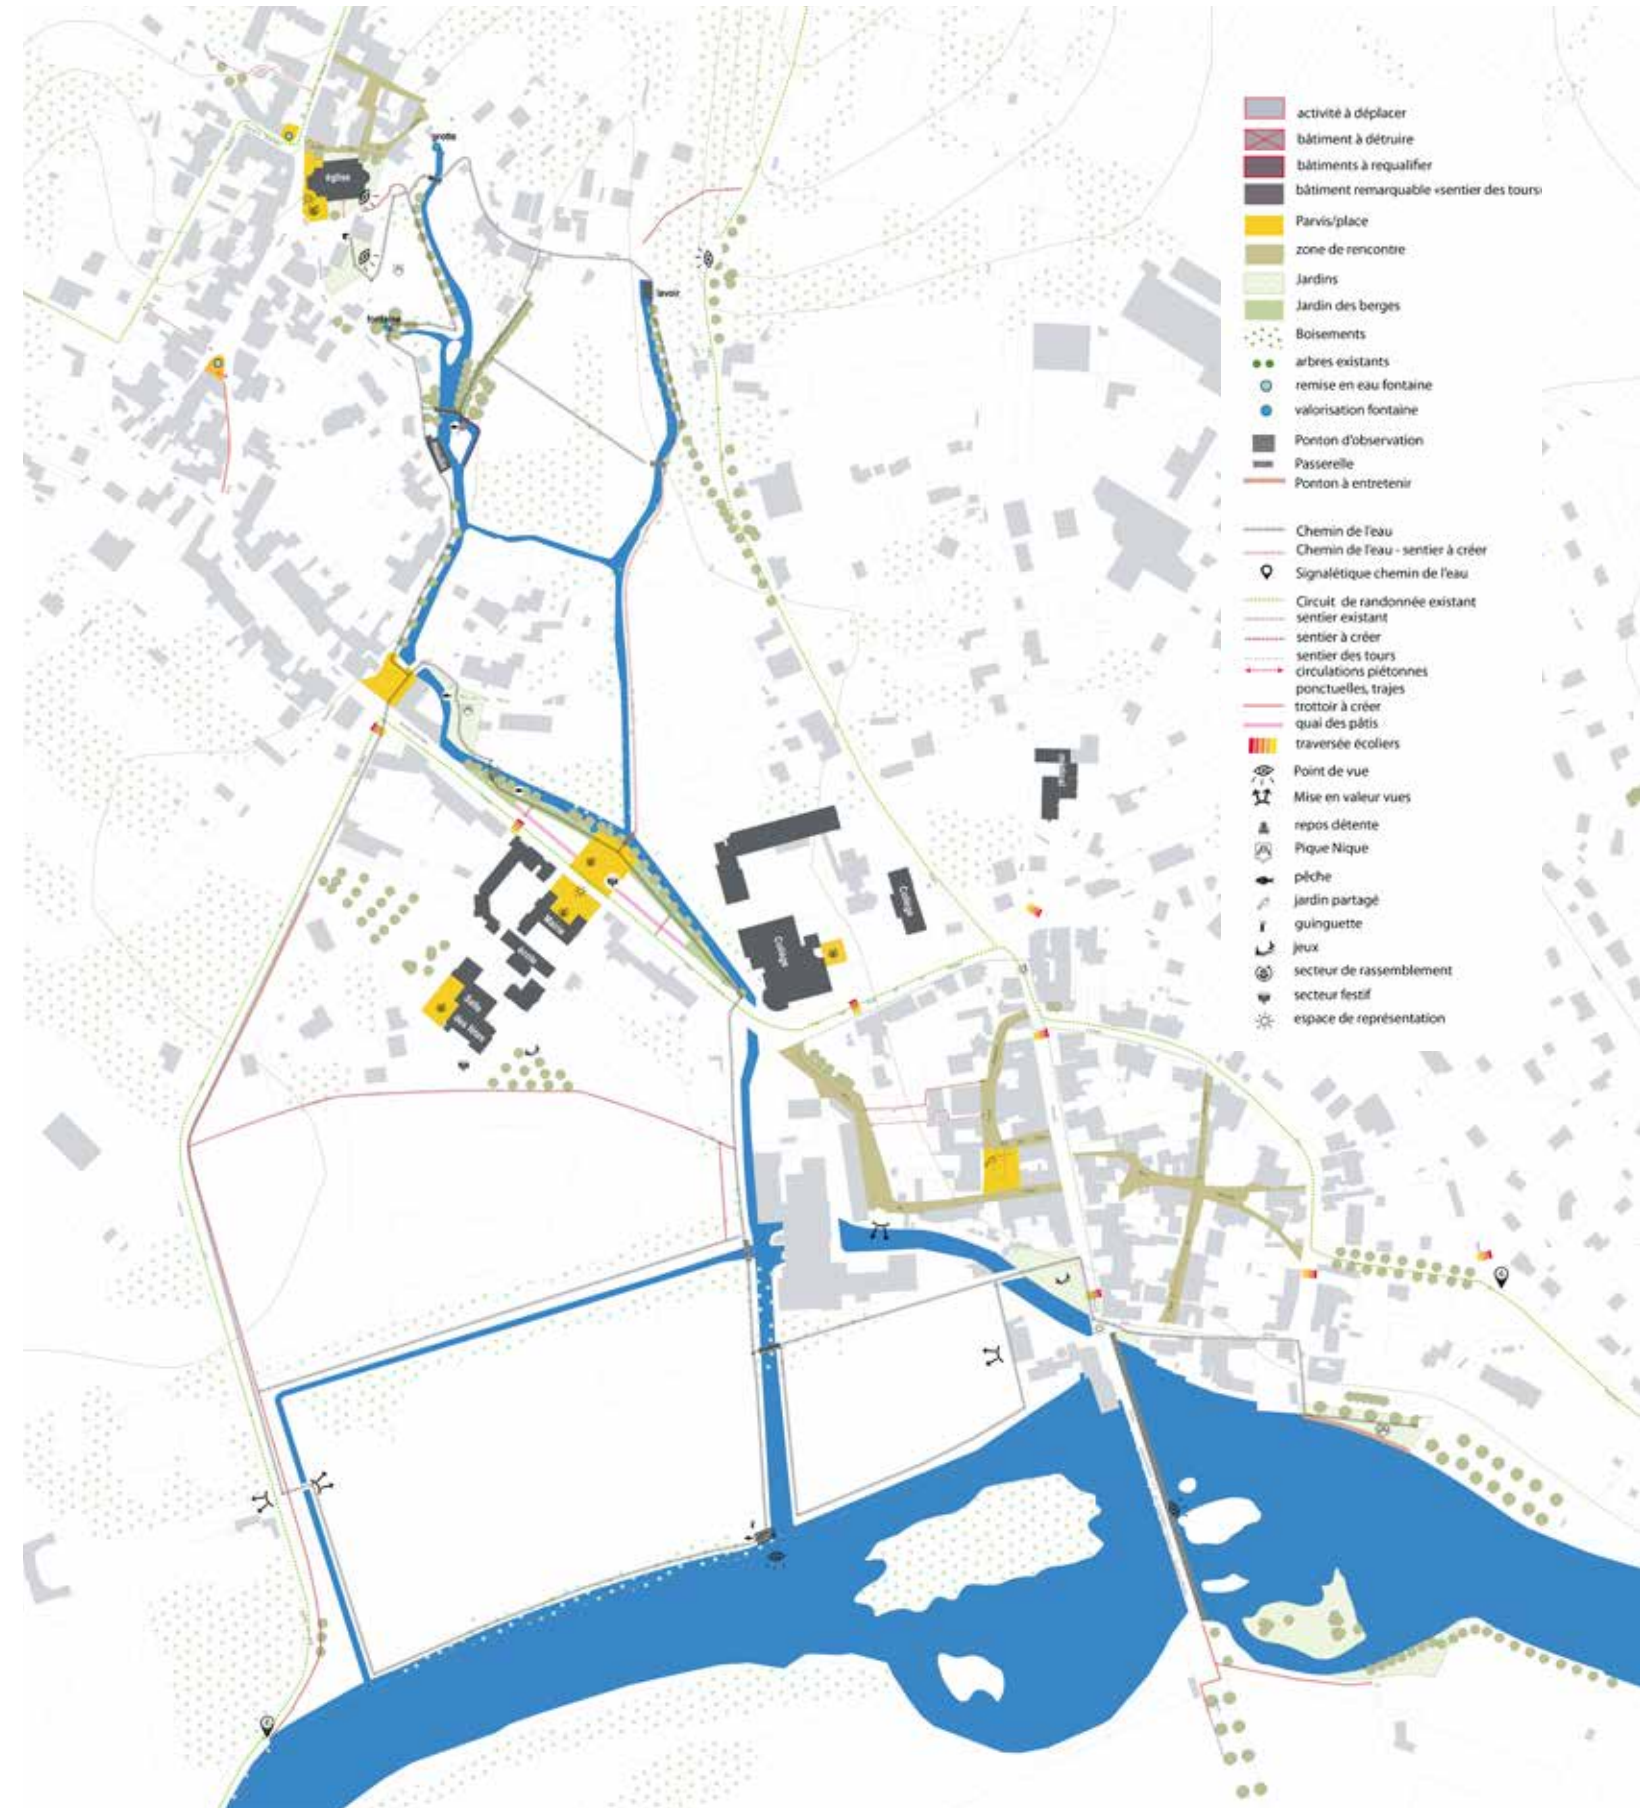 grotte
église
lavoir
fontaine
Mairie
école
Salle
des fêtes
Collège
Collège
activité à déplacer
bâtiment à détruire
bâtiments à requalifier
bâtiment remarquable «sentier des tours»
Parvis/place
zone de rencontre
Jardins
Jardin des berges
Boisements
arbres existants
remise en eau fontaine
valorisation fontaine
Ponton d'observation
Passerelle
Ponton à entretenir
Chemin de l'eau
Chemin de l'eau - sentier à créer
Signalétique chemin de l'eau
Circuit de randonnée existant
sentier existant
sentier à créer
sentier des tours
circulations piétonnes
ponctuelles, trajes
trottoir à créer
quai des pâtis
traversée écoliers
Point de vue
Mise en valeur vues
repos détente
Pique Nique
pêche
jardin partagé
guinguette
jeux
secteur de rassemblement
secteur festif
espace de représentation